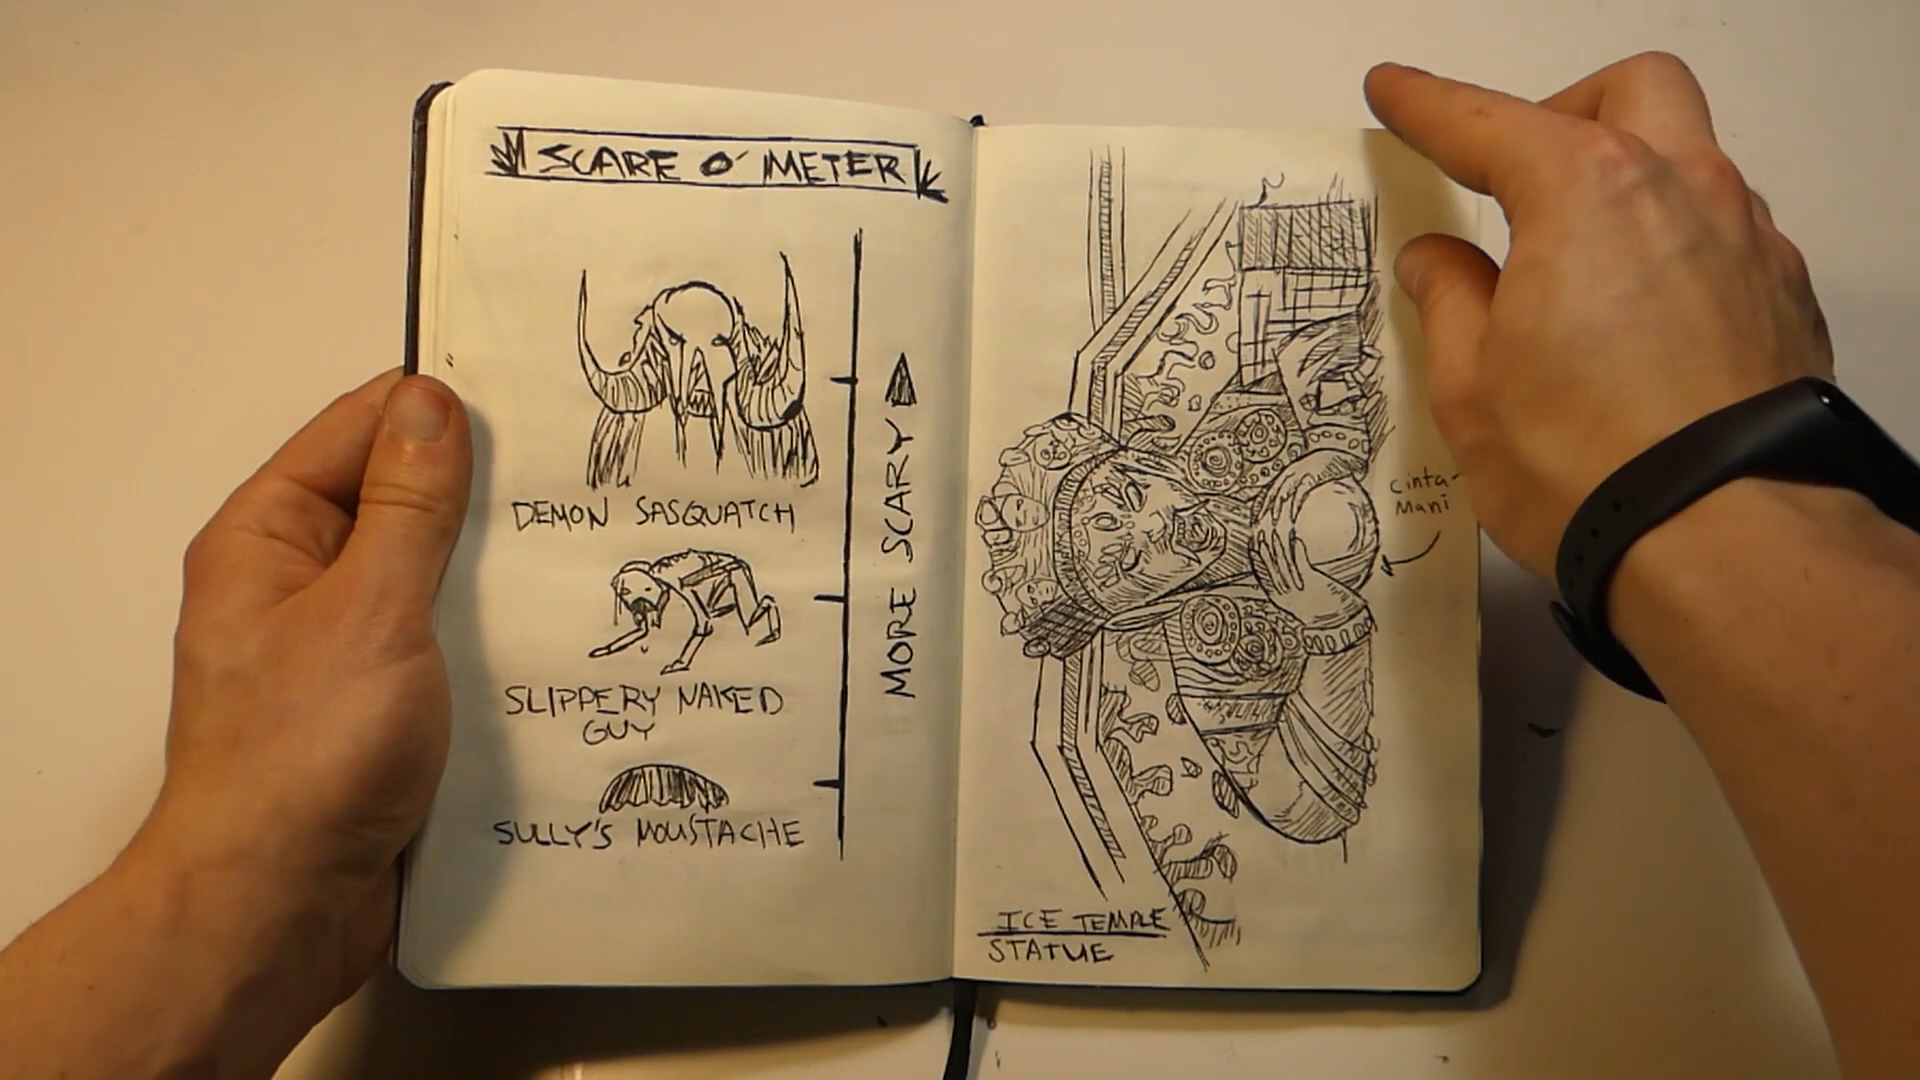 SCARE O' METER
DEMON SASQUATCH
SLIPPERY NAKED
GUY
SULLY'S MOUSTACHE
MORE SCARY
cinta-
Mani
ICE TEMPLE
STATUE